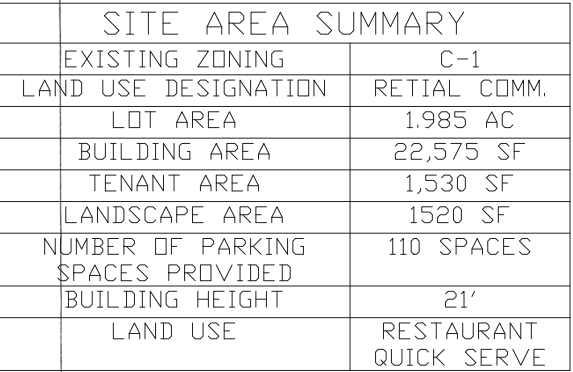 SITE AREA SUMMARY
EXISTING ZONING C-1
LAND USE DESIGNATION RETIAL COMM.
LOT AREA 1.985 AC
BUILDING AREA 22,575 SF
TENANT AREA 1,530 SF
LANDSCAPE AREA 1520 SF
NUMBER OF PARKING 110 SPACES
SPACES PROVIDED
BUILDING HEIGHT 21'
LAND USE RESTAURANT
QUICK SERVE